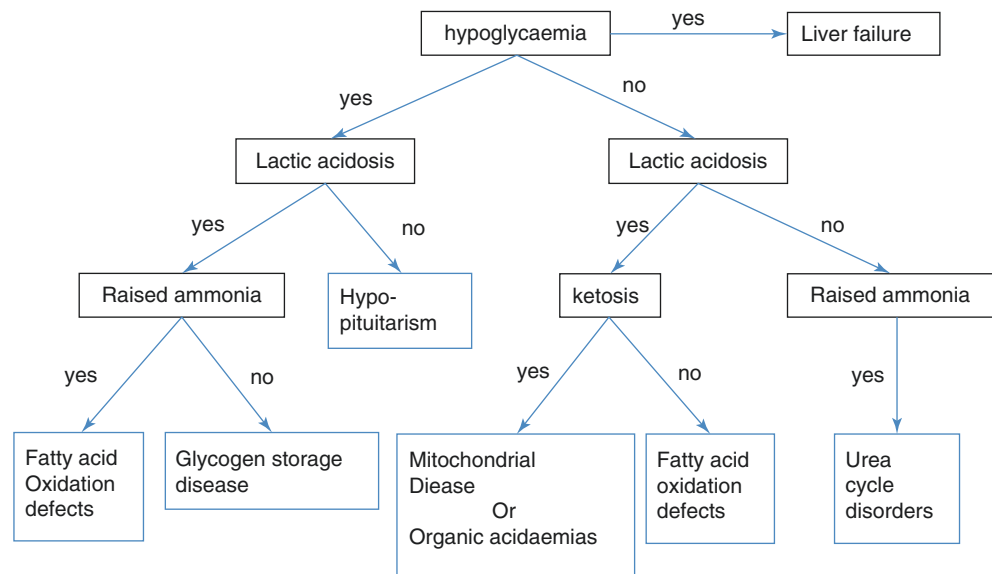 hypoglycaemia
yes
Liver failure
yes
no
Lactic acidosis
Lactic acidosis
yes
no
yes
no
Raised ammonia
Hypo-
pituitarism
ketosis
Raised ammonia
yes
no
yes
no
yes
Fatty acid
Oxidation
defects
Glycogen storage
disease
Mitochondrial
Diease
Or
Organic acidaemias
Fatty acid
oxidation
defects
Urea
cycle
disorders